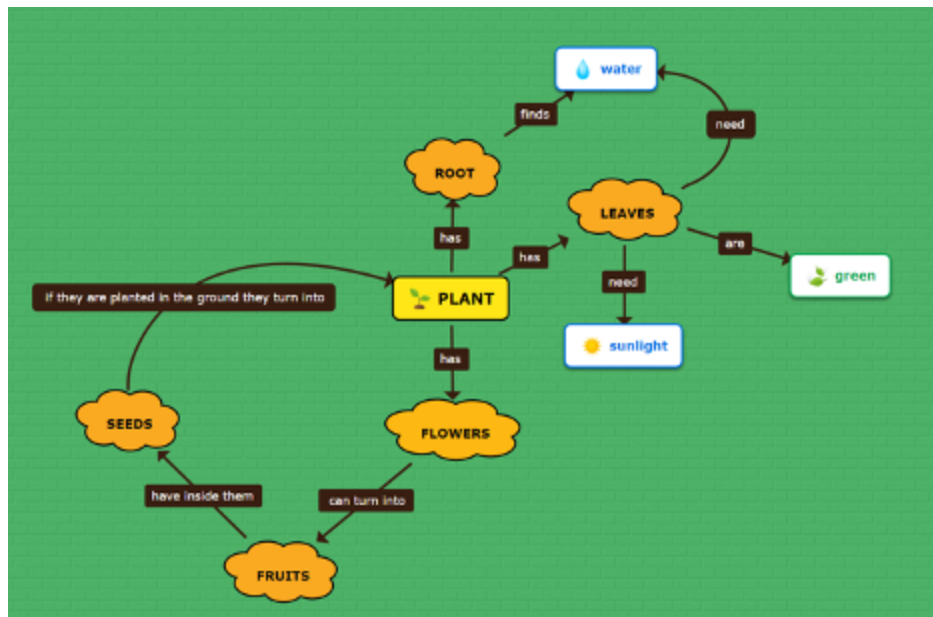 water
finds
need
ROOT
LEAVES
has
has
are
green
need
if they are planted in the ground they turn into
PLANT
sunlight
has
SEEDS
FLOWERS
have inside them
can turn into
FRUITS